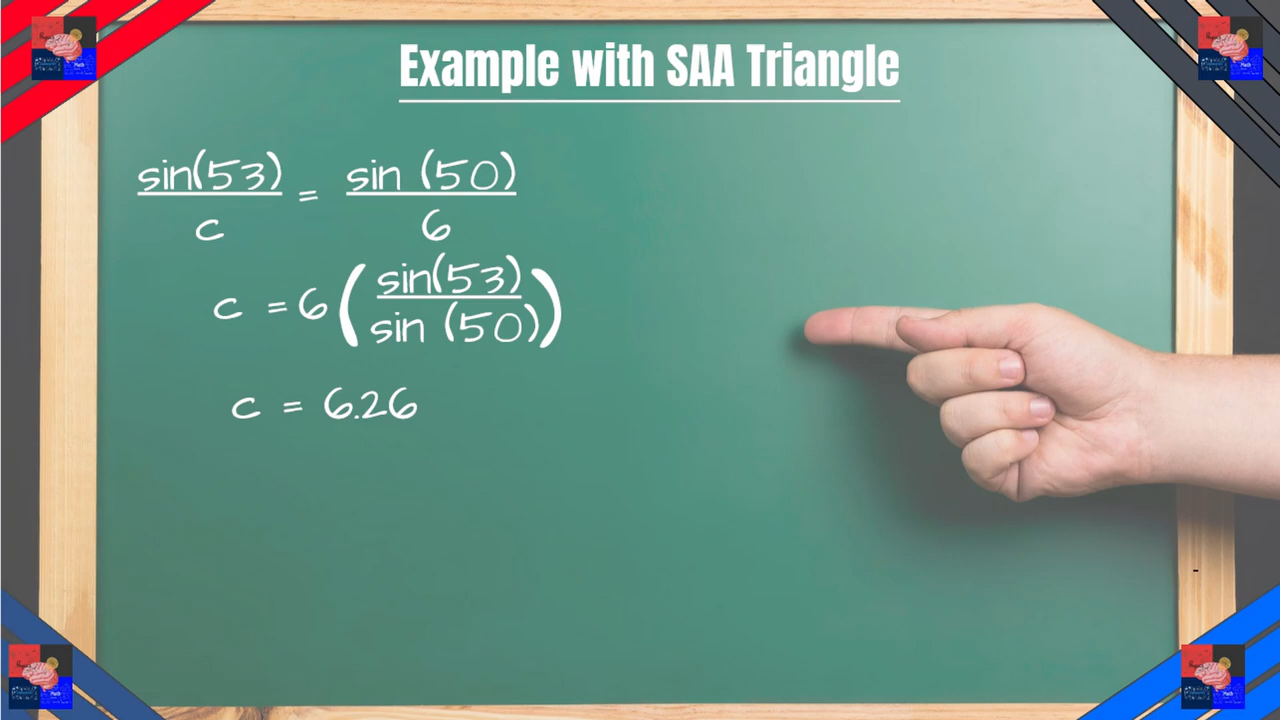 Example with SAA Triangle
sin(53) / c = sin (50) / 6
c = 6 ( sin(53) / sin (50) )
c = 6.26